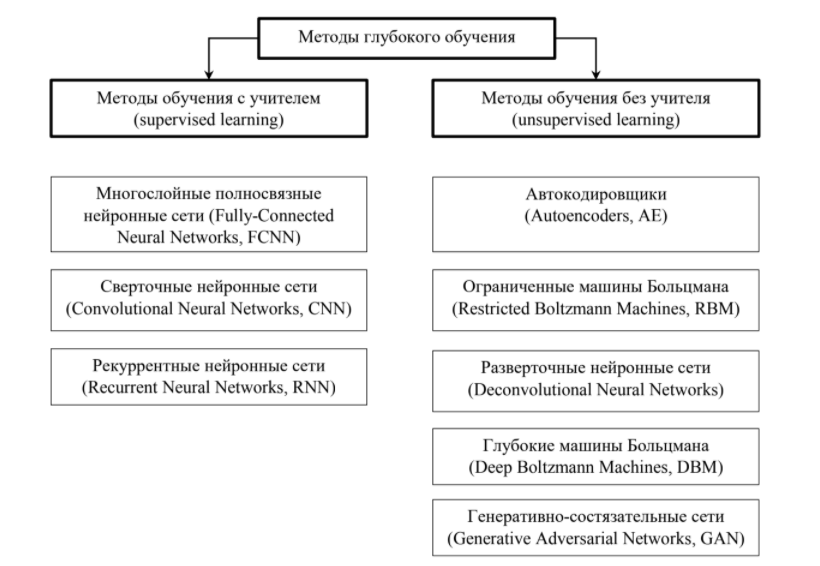 Методы глубокого обучения
Методы обучения с учителем
(supervised learning)
Многослойные полносвязные
нейронные сети (Fully-Connected
Neural Networks, FCNN)
Сверточные нейронные сети
(Convolutional Neural Networks, CNN)
Рекуррентные нейронные сети
(Recurrent Neural Networks, RNN)
Методы обучения без учителя
(unsupervised learning)
Автокодировщики
(Autoencoders, AE)
Ограниченные машины Больцмана
(Restricted Boltzmann Machines, RBM)
Разверточные нейронные сети
(Deconvolutional Neural Networks)
Глубокие машины Больцмана
(Deep Boltzmann Machines, DBM)
Генеративно-состязательные сети
(Generative Adversarial Networks, GAN)